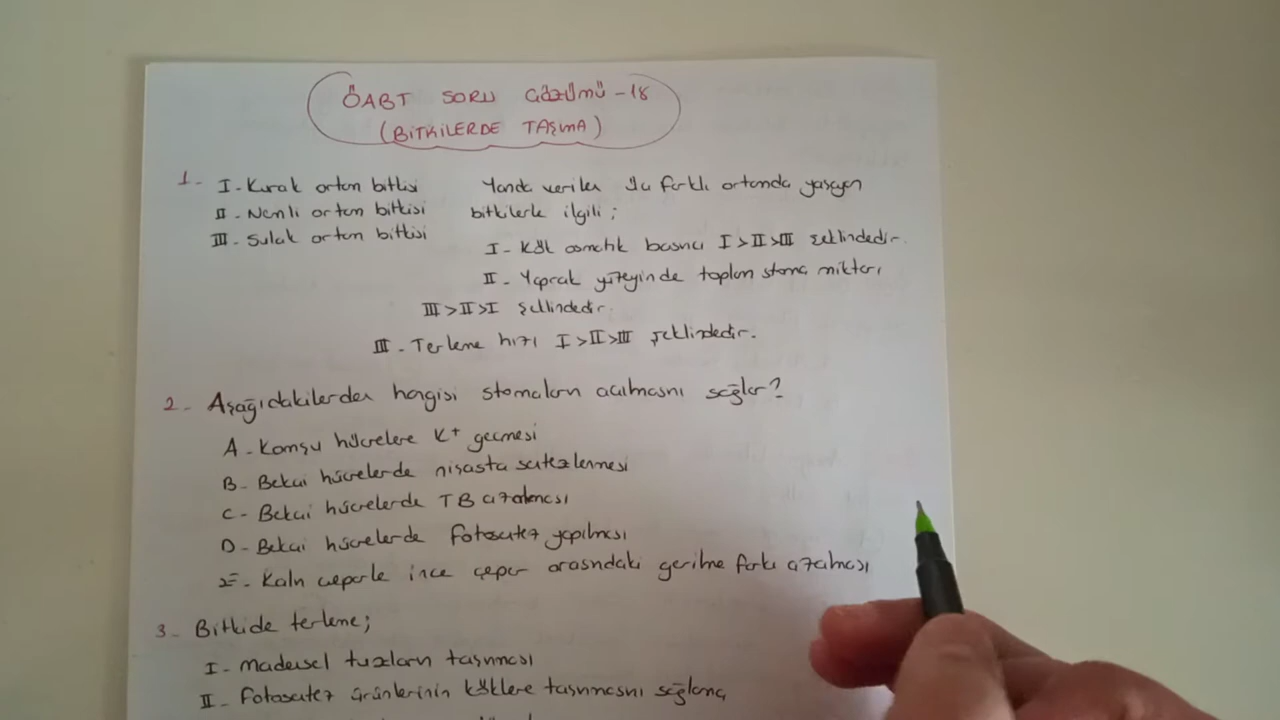 ÖABT SORU ÇÖZÜMÜ -18
(BİTKİLERDE TAŞIMA)
1- I- Kurak ortam bitkisi
II - Nemli ortam bitkisi
III - Sulak ortam bitkisi
Yanda verilen üç farklı ortamda yaşayan
bitkilerle ilgili ;
I- Kök osmotik basıncı I>II>III şeklindedir.
II - Yaprak yüzeyinde toplam stoma miktarı
III>II>I şeklindedir.
III - Terleme hızı I>II>III şeklindedir.
2- Aşağıdakilerden hangisi stomaların açılmasını sağlar?
A - Komşu hücrelere K+ geçmesi
B - Bekçi hücrelerde nişasta sentezlenmesi
C - Bekçi hücrelerde TB azalması
D - Bekçi hücrelerde fotosentez yapılması
E - Kalın çeperle ince çeper arasındaki gerilme farkı azalması
3- Bitkide terleme;
I- madensel tuzların taşınması
II - fotosentez ürünlerinin köklere taşınmasını sağlama,